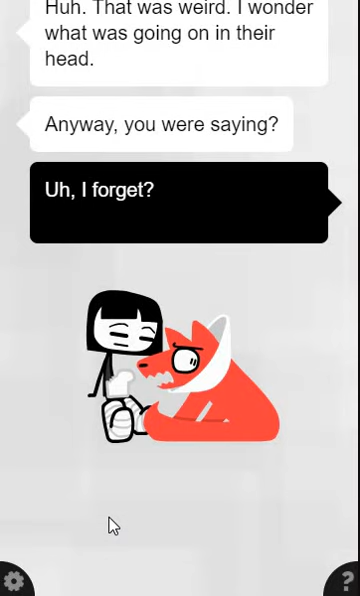 Huh. That was weird. I wonder
what was going on in their
head.
Anyway, you were saying?
Uh, I forget?
?